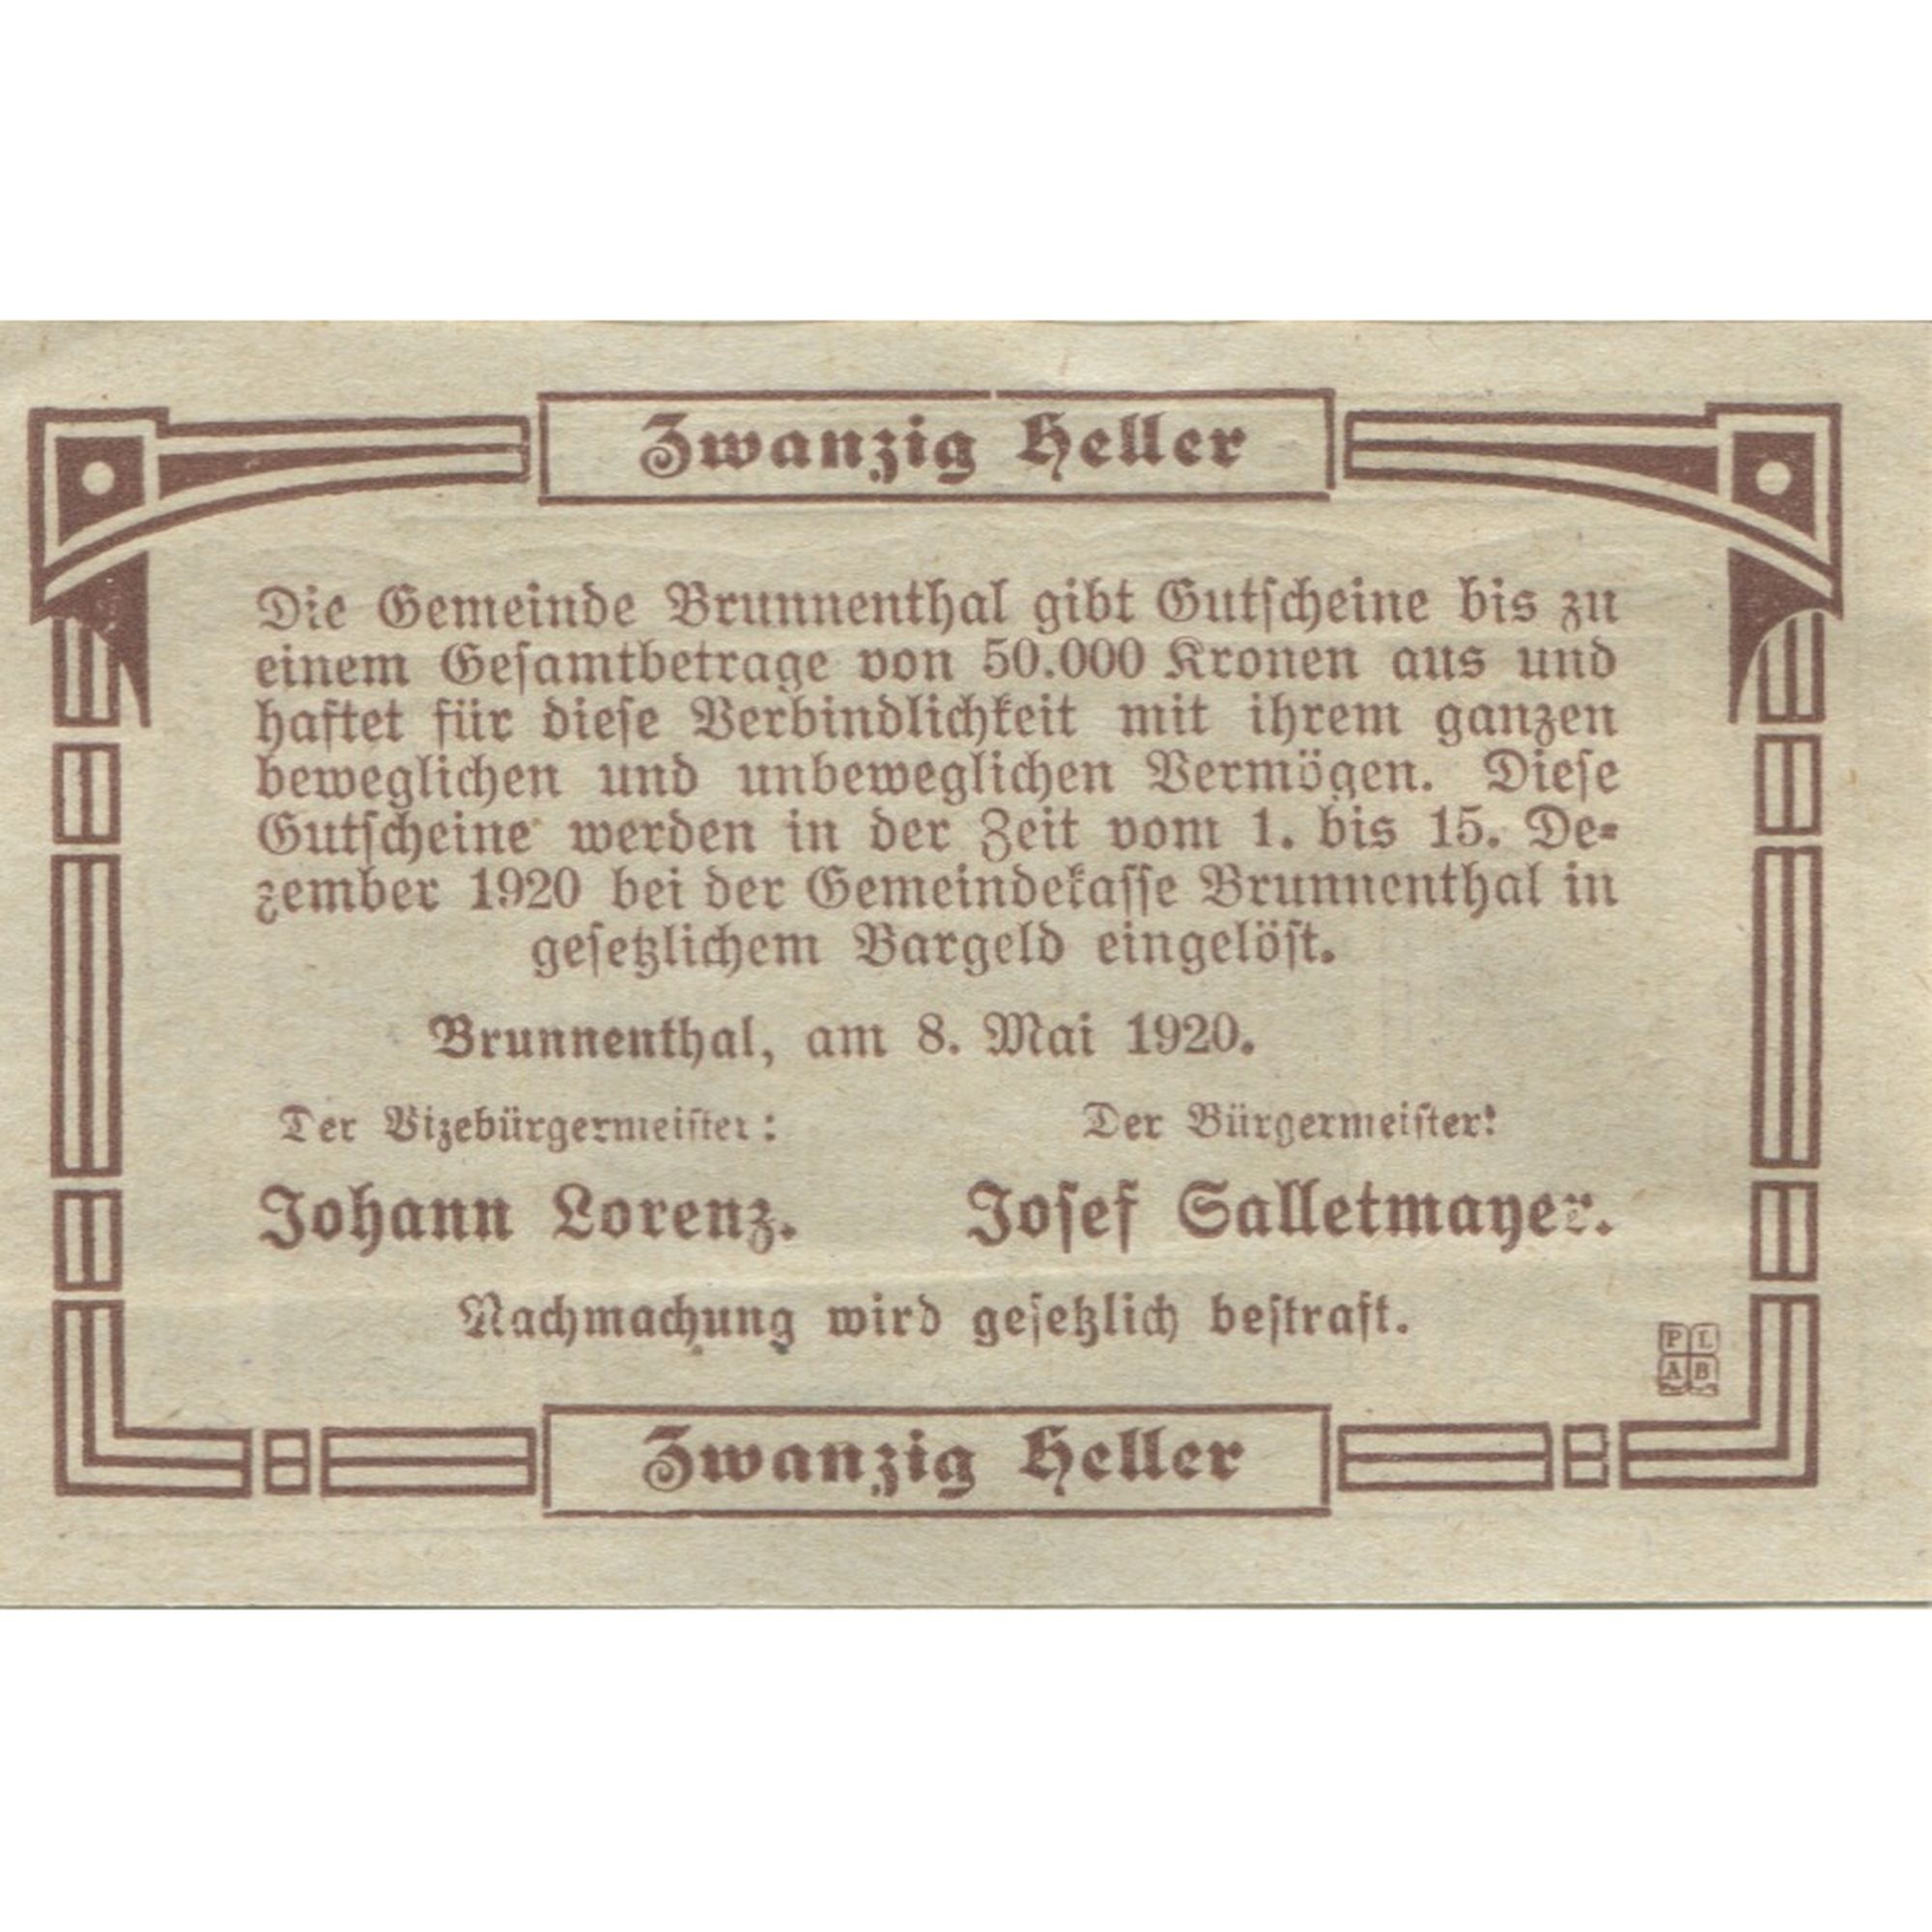 Zwanzig Heller
Die Gemeinde Brunnenthal gibt Gutscheine bis zu
einem Gesamtbetrage von 50.000 Kronen aus und
haftet für diese Verbindlichkeit mit ihrem ganzen
beweglichen und unbeweglichen Vermögen. Diese
Gutscheine werden in der Zeit vom 1. bis 15. De-
zember 1920 bei der Gemeindekasse Brunnenthal in
gesetzlichem Bargeld eingelöst.
Brunnenthal, am 8. Mai 1920.
Der Vizebürgermeister: Der Bürgermeister:
Johann Lorenz. Josef Salletmayer.
Nachmachung wird gesetzlich bestraft.
P L
A B
Zwanzig Heller